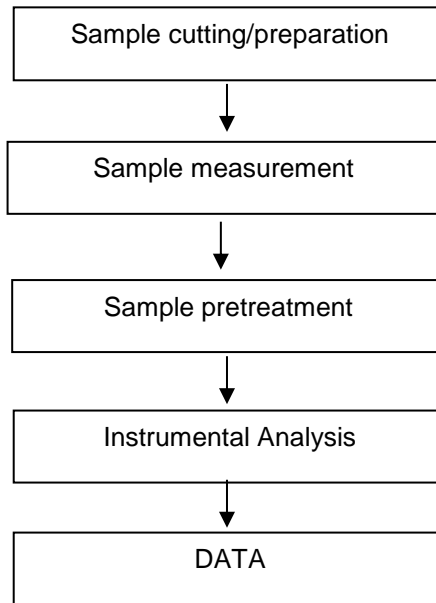 Sample cutting/preparation
Sample measurement
Sample pretreatment
Instrumental Analysis
DATA